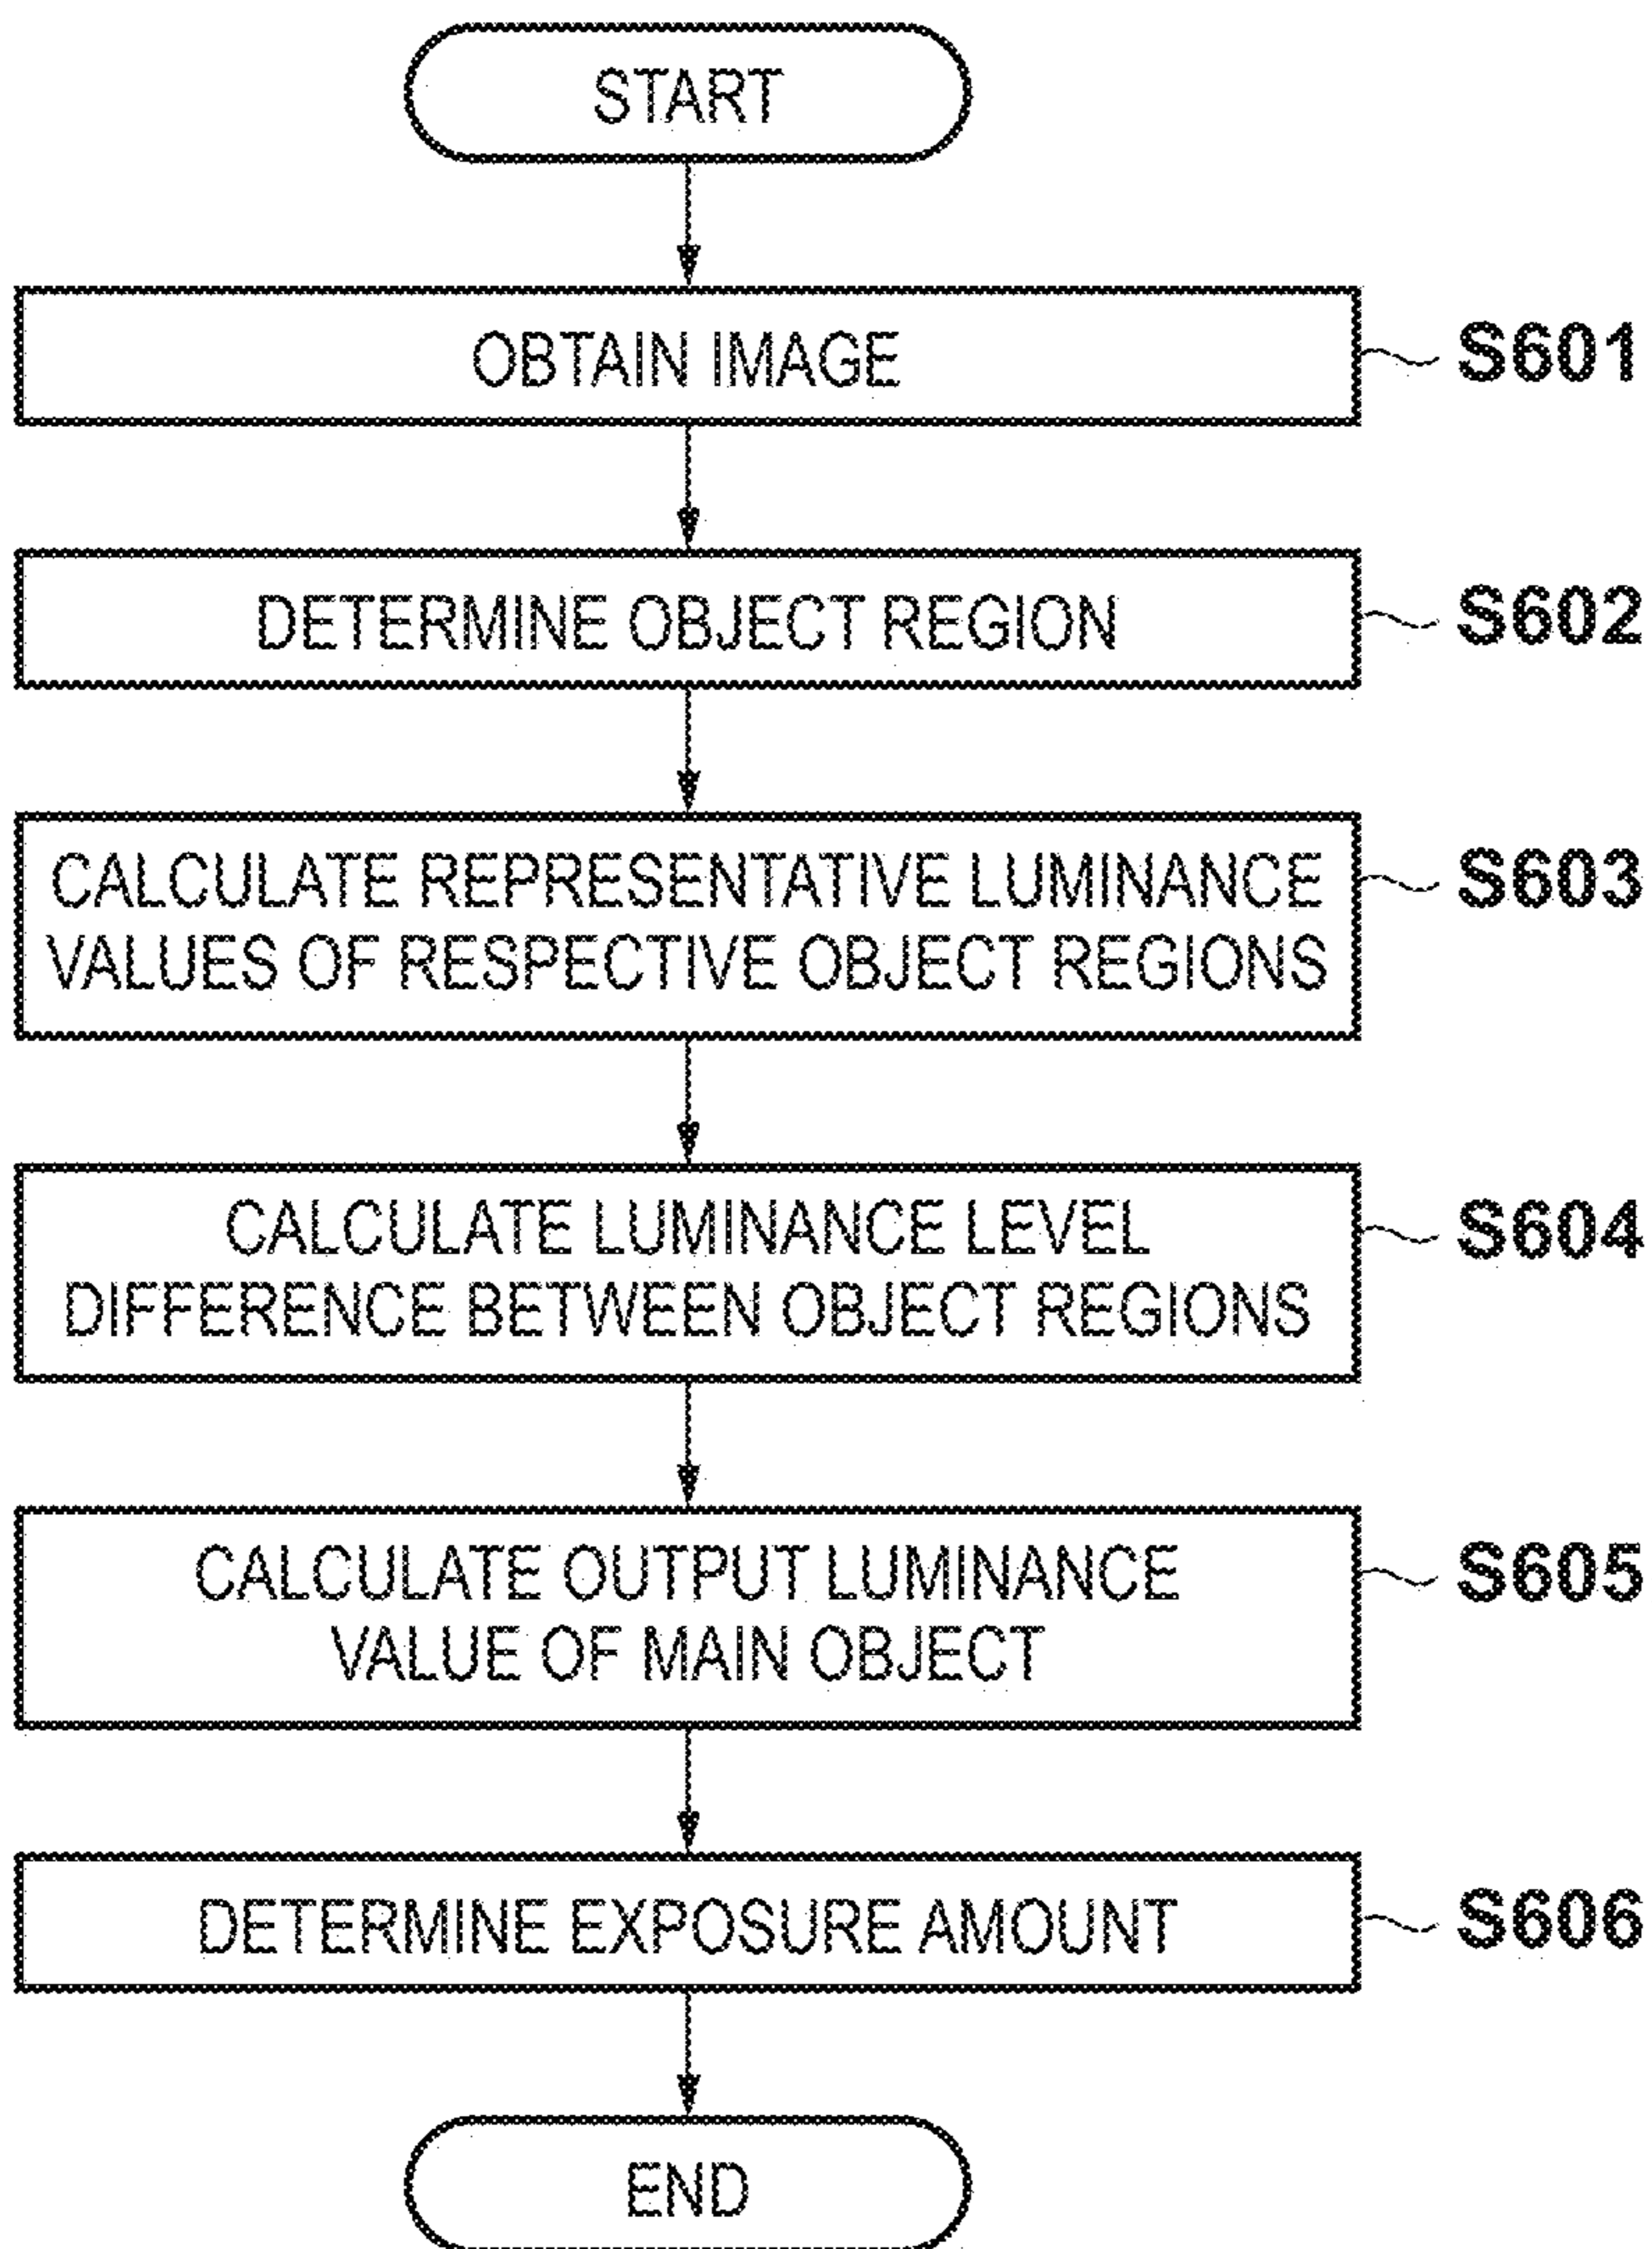 START
OBTAIN IMAGE
S601
DETERMINE OBJECT REGION
S602
CALCULATE REPRESENTATIVE LUMINANCE
VALUES OF RESPECTIVE OBJECT REGIONS
S603
CALCULATE LUMINANCE LEVEL
DIFFERENCE BETWEEN OBJECT REGIONS
S604
CALCULATE OUTPUT LUMINANCE
VALUE OF MAIN OBJECT
S605
DETERMINE EXPOSURE AMOUNT
S606
END